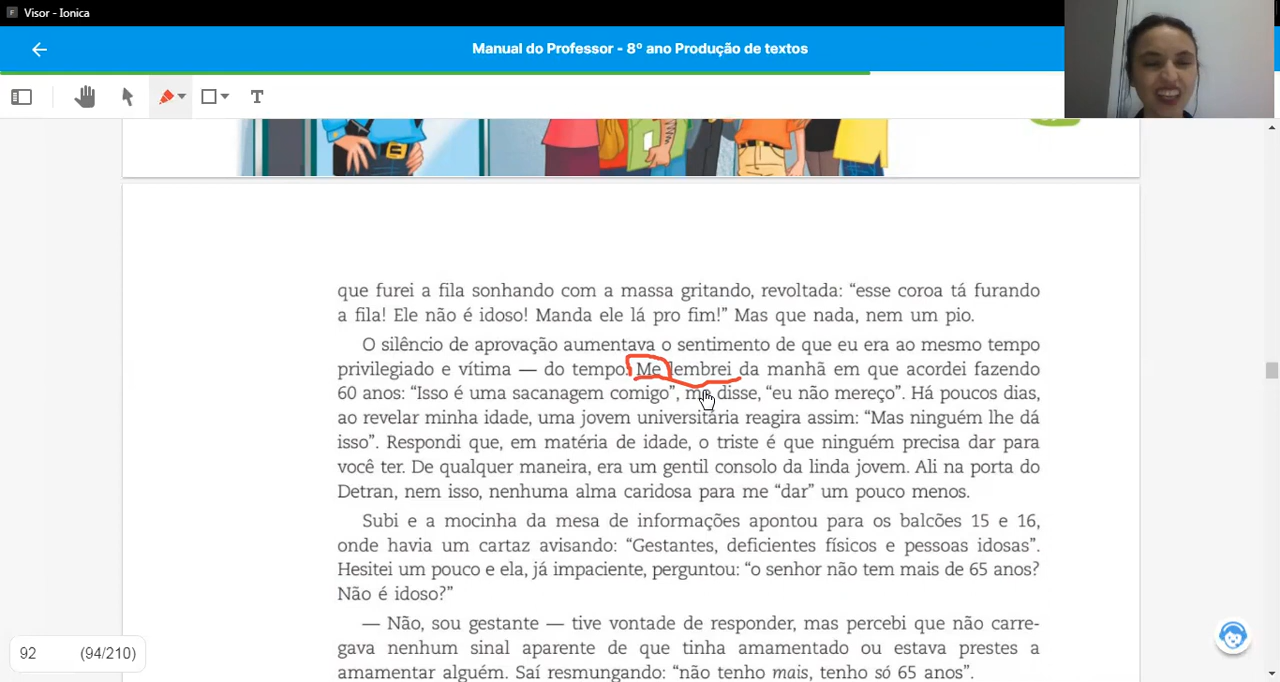 Visor - Ionica
Manual do Professor - 8º ano Produção de textos
T
que furei a fila sonhando com a massa gritando, revoltada: “esse coroa tá furando
a fila! Ele não é idoso! Manda ele lá pro fim!” Mas que nada, nem um pio.
O silêncio de aprovação aumentava o sentimento de que eu era ao mesmo tempo
privilegiado e vítima — do tempo. Me lembrei da manhã em que acordei fazendo
60 anos: “Isso é uma sacanagem comigo”, me disse, “eu não mereço”. Há poucos dias,
ao revelar minha idade, uma jovem universitária reagira assim: “Mas ninguém lhe dá
isso”. Respondi que, em matéria de idade, o triste é que ninguém precisa dar para
você ter. De qualquer maneira, era um gentil consolo da linda jovem. Ali na porta do
Detran, nem isso, nenhuma alma caridosa para me “dar” um pouco menos.
Subi e a mocinha da mesa de informações apontou para os balcões 15 e 16,
onde havia um cartaz avisando: “Gestantes, deficientes físicos e pessoas idosas”.
Hesitei um pouco e ela, já impaciente, perguntou: “o senhor não tem mais de 65 anos?
Não é idoso?”
— Não, sou gestante — tive vontade de responder, mas percebi que não carre-
gava nenhum sinal aparente de que tinha amamentado ou estava prestes a
amamentar alguém. Saí resmungando: “não tenho mais, tenho só 65 anos”.
92 (94/210)